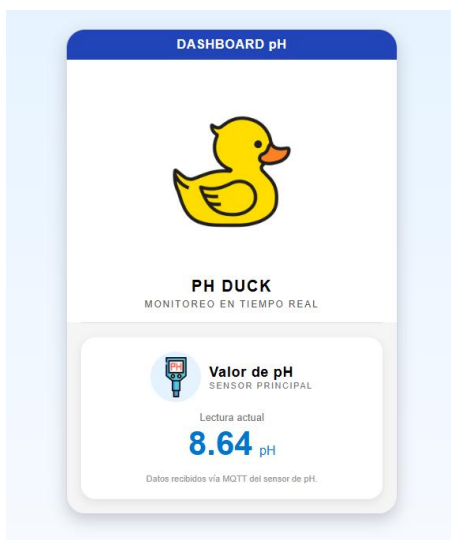 DASHBOARD pH
PH DUCK
MONITOREO EN TIEMPO REAL
PH
Valor de pH
SENSOR PRINCIPAL
Lectura actual
8.64 pH
Datos recibidos vía MQTT del sensor de pH.